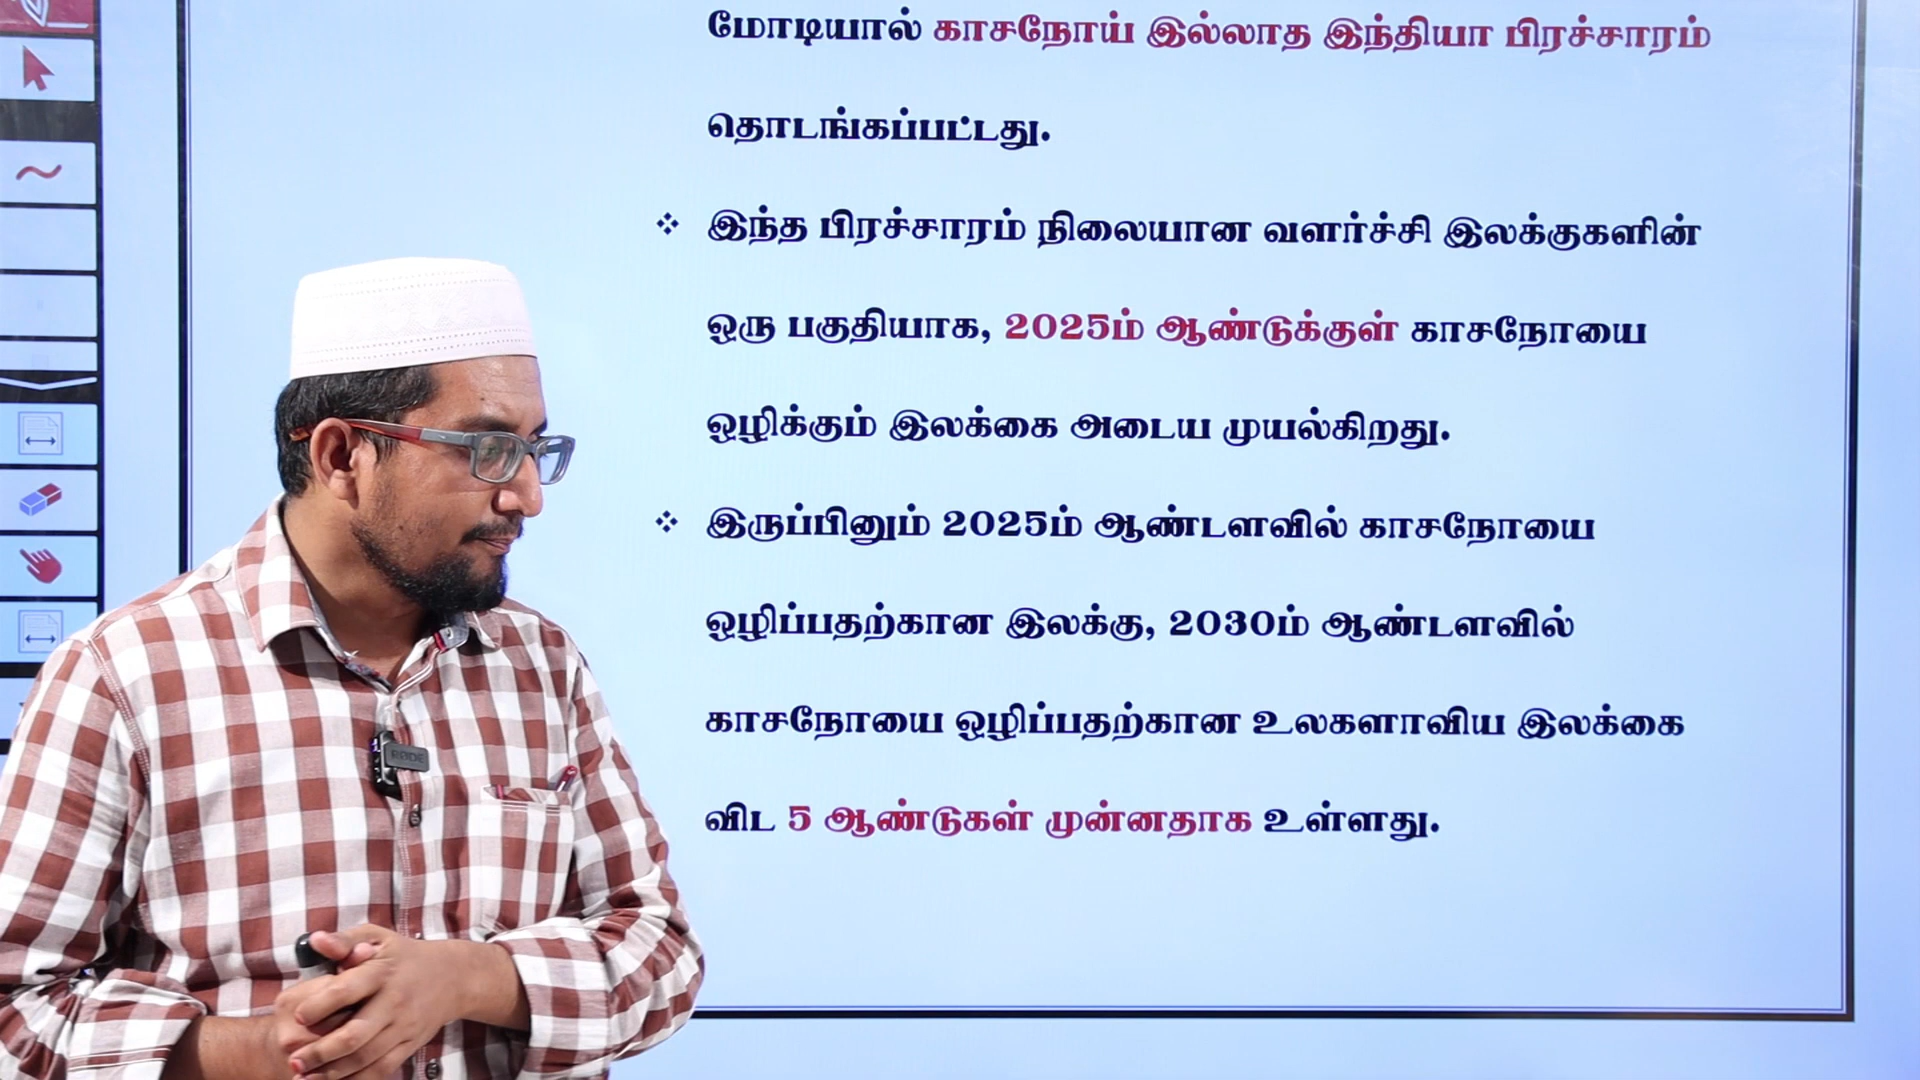 மோடியால் காசநோய் இல்லாத இந்தியா பிரச்சாரம்
தொடங்கப்பட்டது.
❖ இந்த பிரச்சாரம் நிலையான வளர்ச்சி இலக்குகளின்
ஒரு பகுதியாக, 2025ம் ஆண்டுக்குள் காசநோயை
ஒழிக்கும் இலக்கை அடைய முயல்கிறது.
❖ இருப்பினும் 2025ம் ஆண்டளவில் காசநோயை
ஒழிப்பதற்கான இலக்கு, 2030ம் ஆண்டளவில்
காசநோயை ஒழிப்பதற்கான உலகளாவிய இலக்கை
விட 5 ஆண்டுகள் முன்னதாக உள்ளது.
RØDE